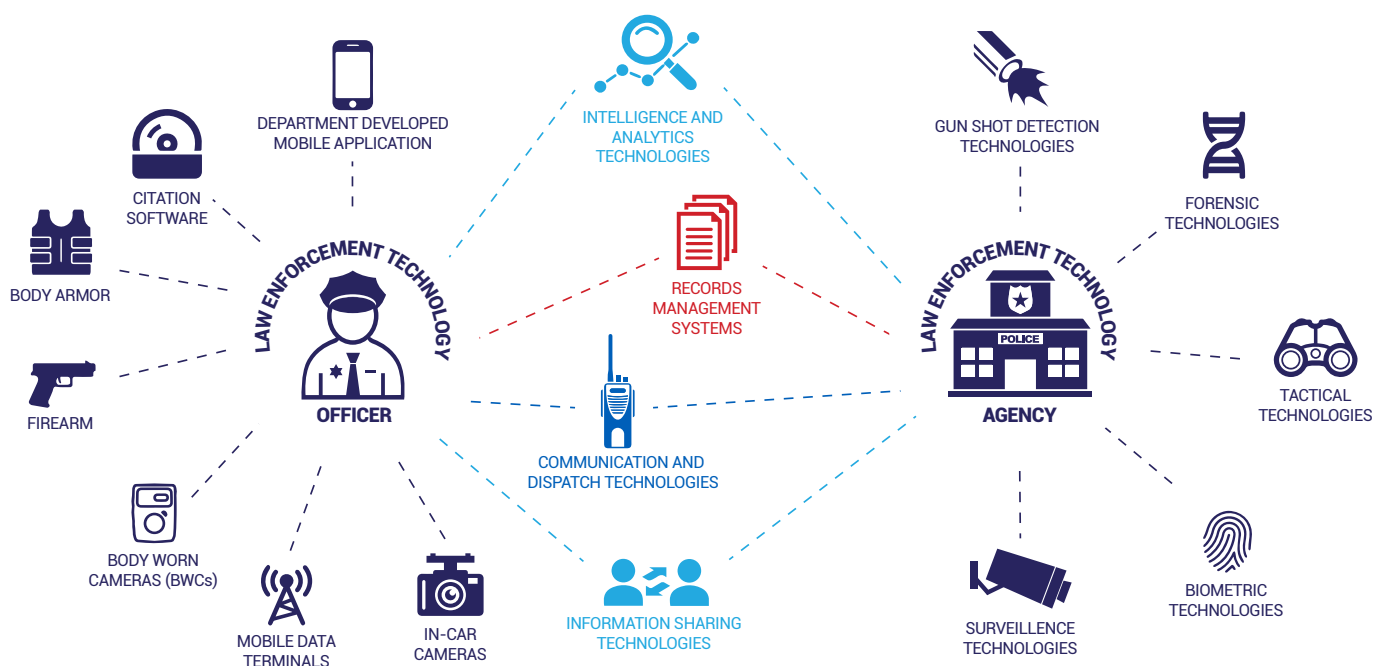 DEPARTMENT DEVELOPED
MOBILE APPLICATION
CITATION
SOFTWARE
BODY ARMOR
FIREARM
BODY WORN
CAMERAS (BWCs)
MOBILE DATA
TERMINALS
IN-CAR
CAMERAS
LAW ENFORCEMENT TECHNOLOGY
OFFICER
INTELLIGENCE AND
ANALYTICS
TECHNOLOGIES
RECORDS
MANAGEMENT
SYSTEMS
COMMUNICATION AND
DISPATCH TECHNOLOGIES
INFORMATION SHARING
TECHNOLOGIES
LAW ENFORCEMENT TECHNOLOGY
POLICE
AGENCY
GUN SHOT DETECTION
TECHNOLOGIES
FORENSIC
TECHNOLOGIES
TACTICAL
TECHNOLOGIES
BIOMETRIC
TECHNOLOGIES
SURVEILLENCE
TECHNOLOGIES